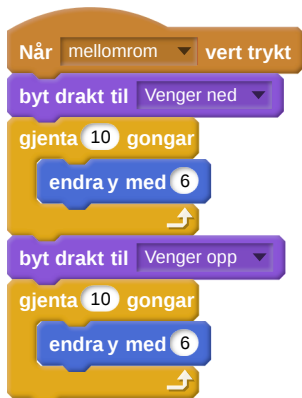 Når mellomrom vert trykt
byt drakt til Venger ned
gjenta 10 gongar
endra y med 6
byt drakt til Venger opp
gjenta 10 gongar
endra y med 6